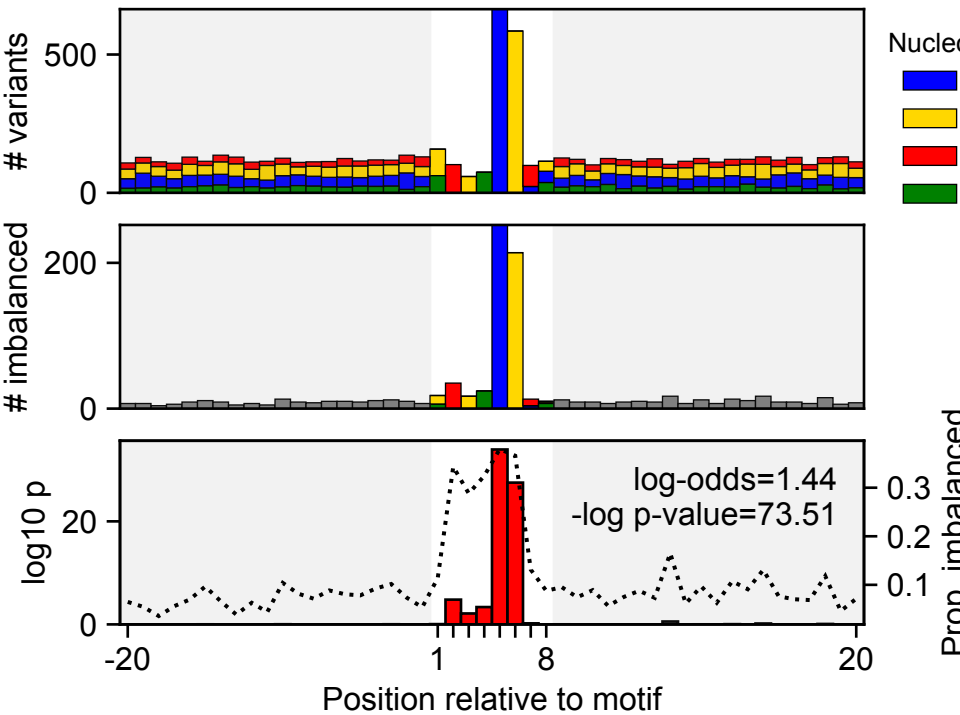 500
0
# variants
Nucleo
200
0
# imbalanced
log-odds=1.44
-log p-value=73.51
20
0
log10 p
0.3
0.2
0.1
Prop. imbalanced
-20
1
8
20
Position relative to motif